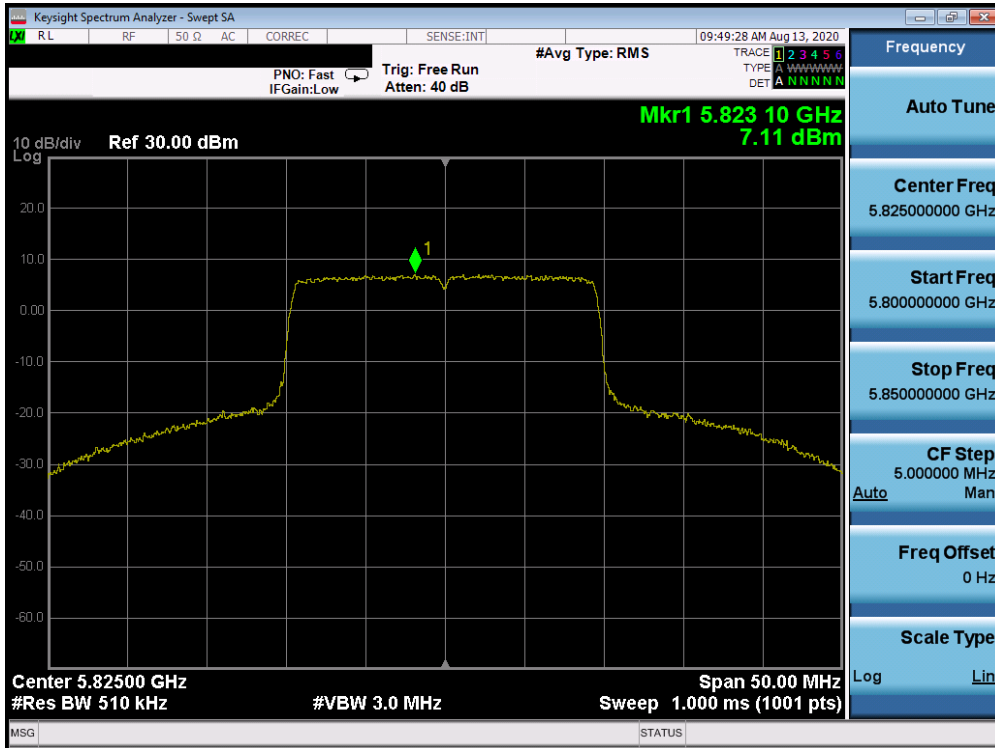 Keysight Spectrum Analyzer - Swept SA
LXI RL RF 50 Ω AC CORREC SENSE:INT 09:49:28 AM Aug 13, 2020
#Avg Type: RMS TRACE 1 2 3 4 5 6
PNO: Fast Trig: Free Run TYPE A WWWWW
IFGain:Low Atten: 40 dB DET A N N N N N
Mkr1 5.823 10 GHz
7.11 dBm
10 dB/div Ref 30.00 dBm
Log
20.0
1
10.0
0.00
-10.0
-20.0
-30.0
-40.0
-50.0
-60.0
Center 5.82500 GHz Span 50.00 MHz
#Res BW 510 kHz #VBW 3.0 MHz Sweep 1.000 ms (1001 pts)
MSG STATUS
Frequency
Auto Tune
Center Freq
5.825000000 GHz
Start Freq
5.800000000 GHz
Stop Freq
5.850000000 GHz
CF Step
5.000000 MHz
Auto Man
Freq Offset
0 Hz
Scale Type
Log Lin